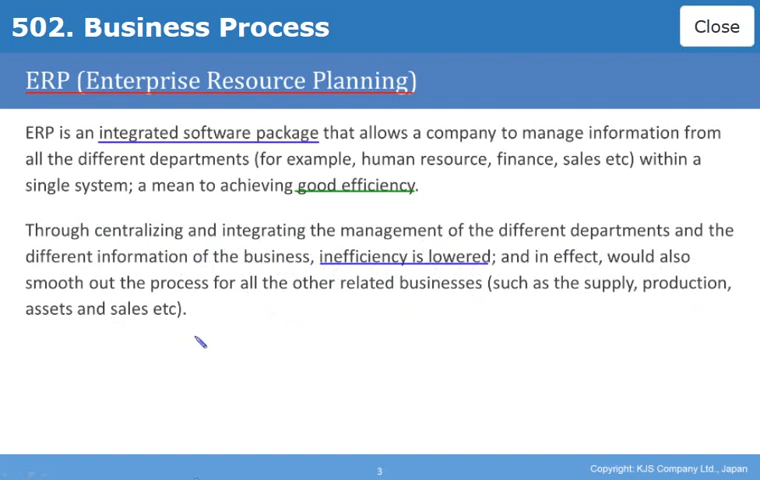 502. Business Process
Close
ERP (Enterprise Resource Planning)
ERP is an integrated software package that allows a company to manage information from
all the different departments (for example, human resource, finance, sales etc) within a
single system; a mean to achieving good efficiency.
Through centralizing and integrating the management of the different departments and the
different information of the business, inefficiency is lowered; and in effect, would also
smooth out the process for all the other related businesses (such as the supply, production,
assets and sales etc).
3
Copyright: KJS Company Ltd., Japan